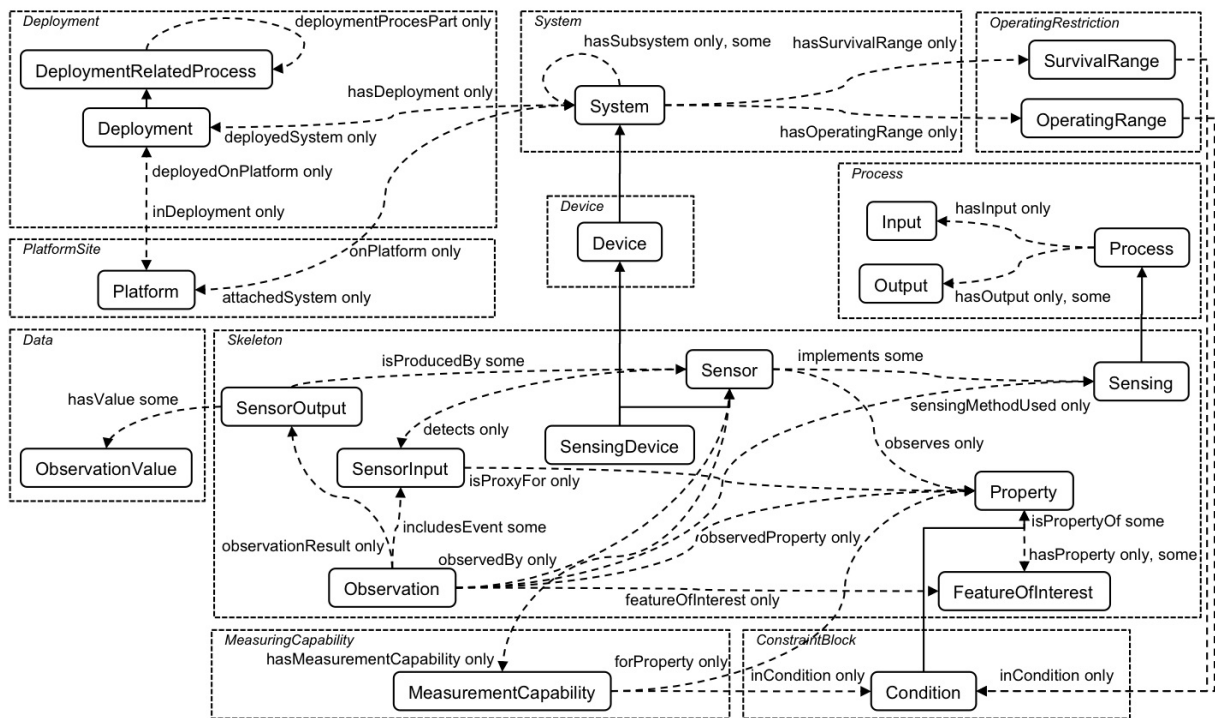 Deployment
deploymentProcesPart only
DeploymentRelatedProcess
Deployment
hasDeployment only
deployedSystem only
deployedOnPlatform only
inDeployment only
System
hasSubsystem only, some
System
hasSurvivalRange only
hasOperatingRange only
OperatingRestriction
SurvivalRange
OperatingRange
Process
Input
hasInput only
Process
Output
hasOutput only, some
Device
Device
PlatformSite
onPlatform only
Platform
attachedSystem only
Data
hasValue some
ObservationValue
Skeleton
isProducedBy some
Sensor
implements some
SensorOutput
Sensing
sensingMethodUsed only
detects only
SensingDevice
observes only
SensorInput
isProxyFor only
Property
includesEvent some
isPropertyOf some
observationResult only
observedBy only
observedProperty only
hasProperty only, some
Observation
featureOfInterest only
FeatureOfInterest
MeasuringCapability
hasMeasurementCapability only
forProperty only
MeasurementCapability
ConstraintBlock
inCondition only
Condition
inCondition only